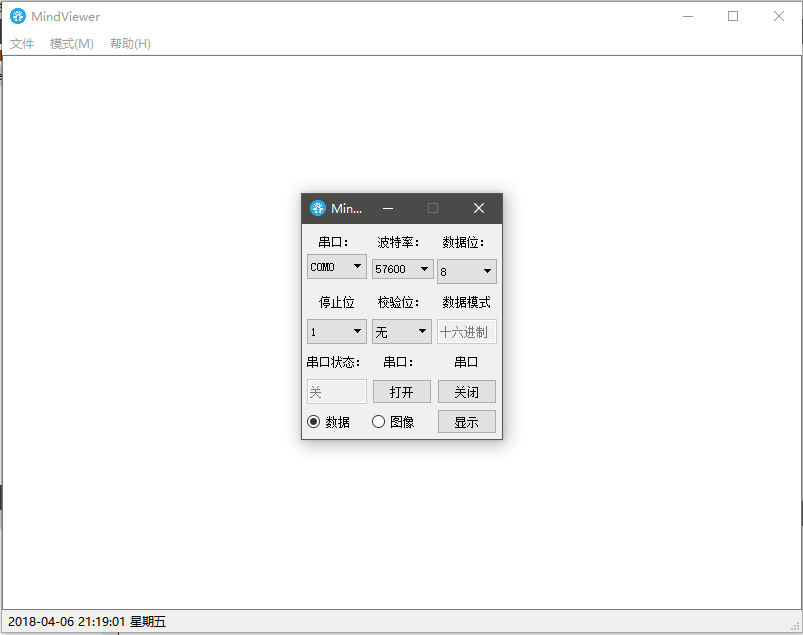 MindViewer
文件 模式(M) 帮助(H)
Min...
串口： 波特率： 数据位：
COM0 57600 8
停止位 校验位： 数据模式
1 无 十六进制
串口状态： 串口： 串口
关 打开 关闭
数据 图像 显示
2018-04-06 21:19:01 星期五